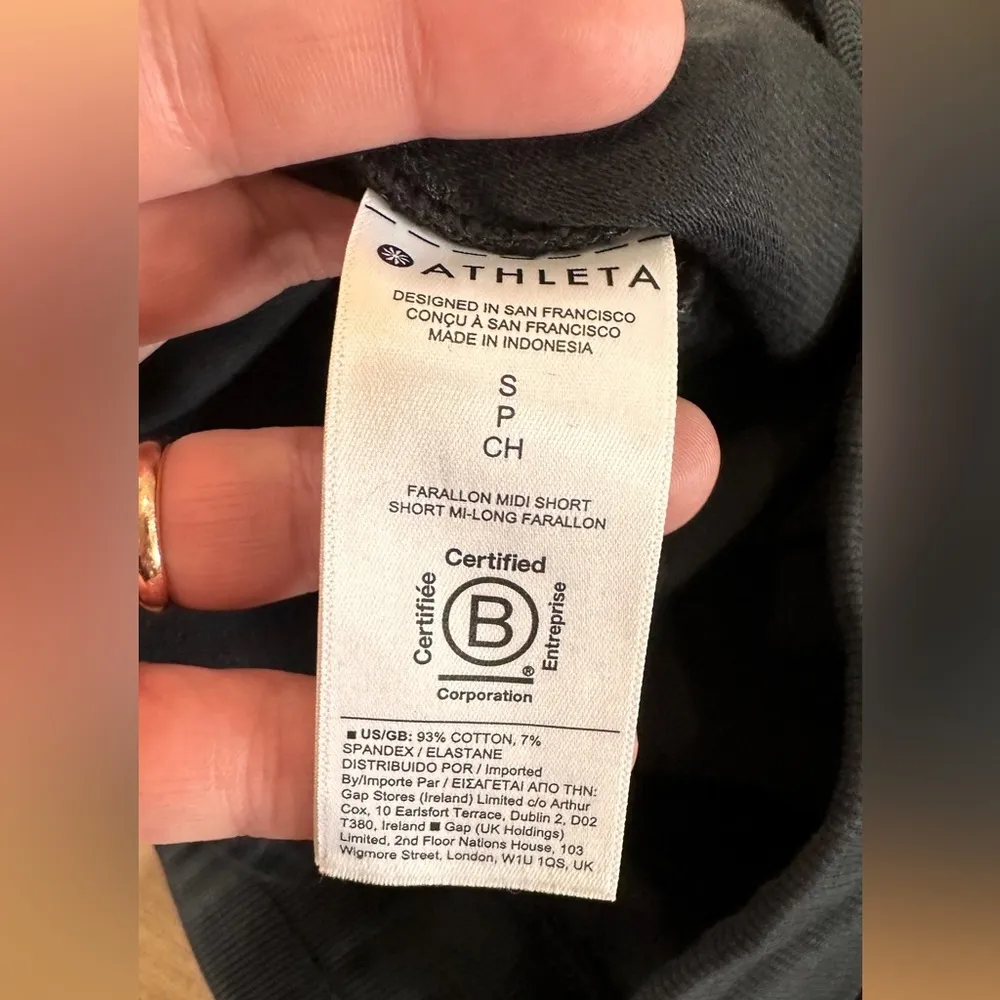 ATHLETA
DESIGNED IN SAN FRANCISCO
CONÇU À SAN FRANCISCO
MADE IN INDONESIA
S
P
CH
FARALLON MIDI SHORT
SHORT MI-LONG FARALLON
Certified
Certifiée
B
Entreprise
®
Corporation
■ US/GB: 93% COTTON, 7%
SPANDEX / ELASTANE
DISTRIBUIDO POR / Imported
By/Importe Par / ΕΙΣΑΓΕΤΑΙ ΑΠΟ ΤΗΝ:
Gap Stores (Ireland) Limited c/o Arthur
Cox, 10 Earlsfort Terrace, Dublin 2, D02
T380, Ireland ■ Gap (UK Holdings)
Limited, 2nd Floor Nations House, 103
Wigmore Street, London, W1U 1QS, UK